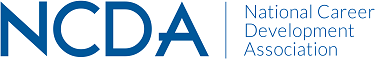 NCDA
National Career
Development
Association